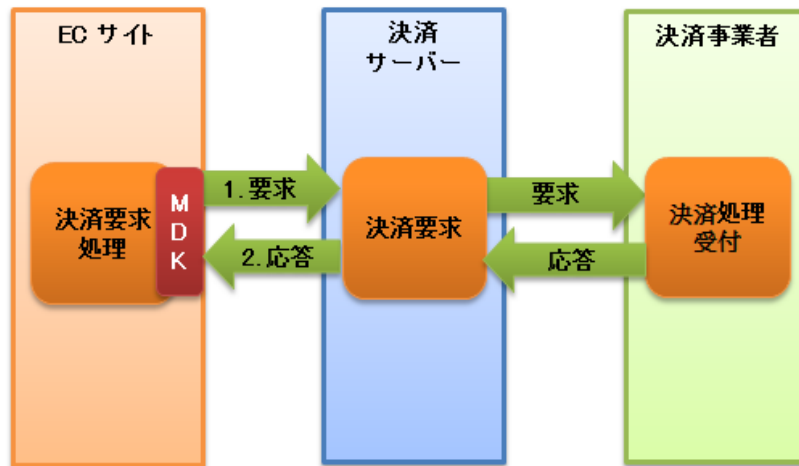 EC サイト
決済
サーバー
決済事業者
決済要求
処理
MDK
1.要求
2.応答
決済要求
要求
応答
決済処理
受付